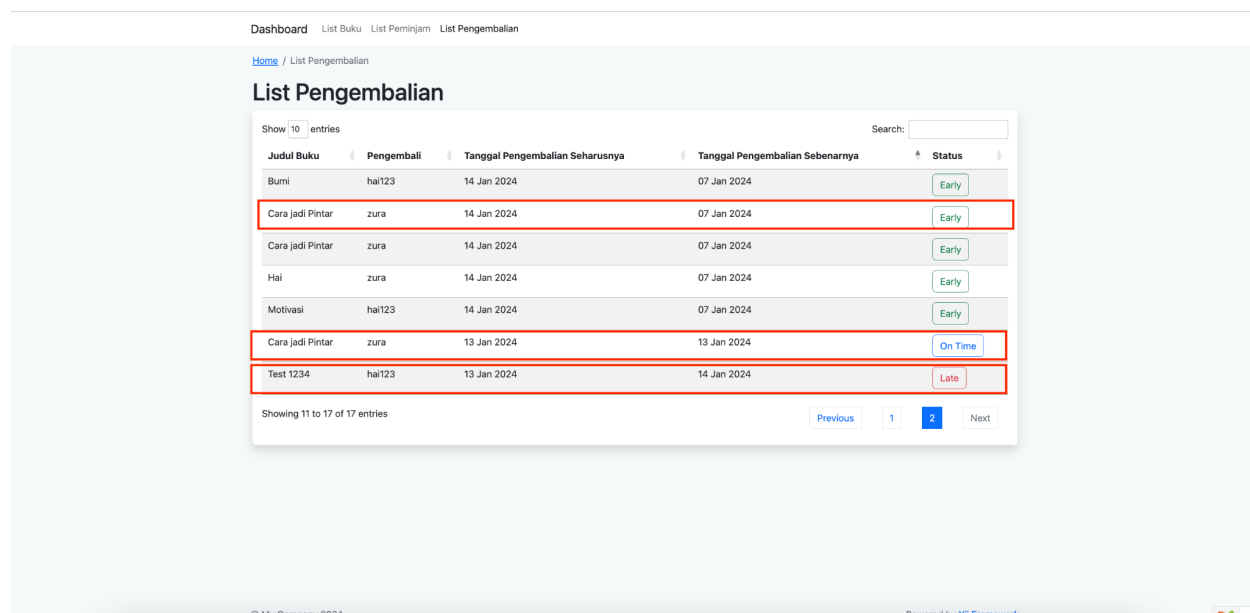 Dashboard List Buku List Peminjam List Pengembalian
Home / List Pengembalian
List Pengembalian
Show 10 entries Search:
Judul Buku Pengembali Tanggal Pengembalian Seharusnya Tanggal Pengembalian Sebenarnya Status
Bumi hai123 14 Jan 2024 07 Jan 2024 Early
Cara jadi Pintar zura 14 Jan 2024 07 Jan 2024 Early
Cara jadi Pintar zura 14 Jan 2024 07 Jan 2024 Early
Hai zura 14 Jan 2024 07 Jan 2024 Early
Motivasi hai123 14 Jan 2024 07 Jan 2024 Early
Cara jadi Pintar zura 13 Jan 2024 13 Jan 2024 On Time
Test 1234 hai123 13 Jan 2024 14 Jan 2024 Late
Showing 11 to 17 of 17 entries Previous 1 2 Next